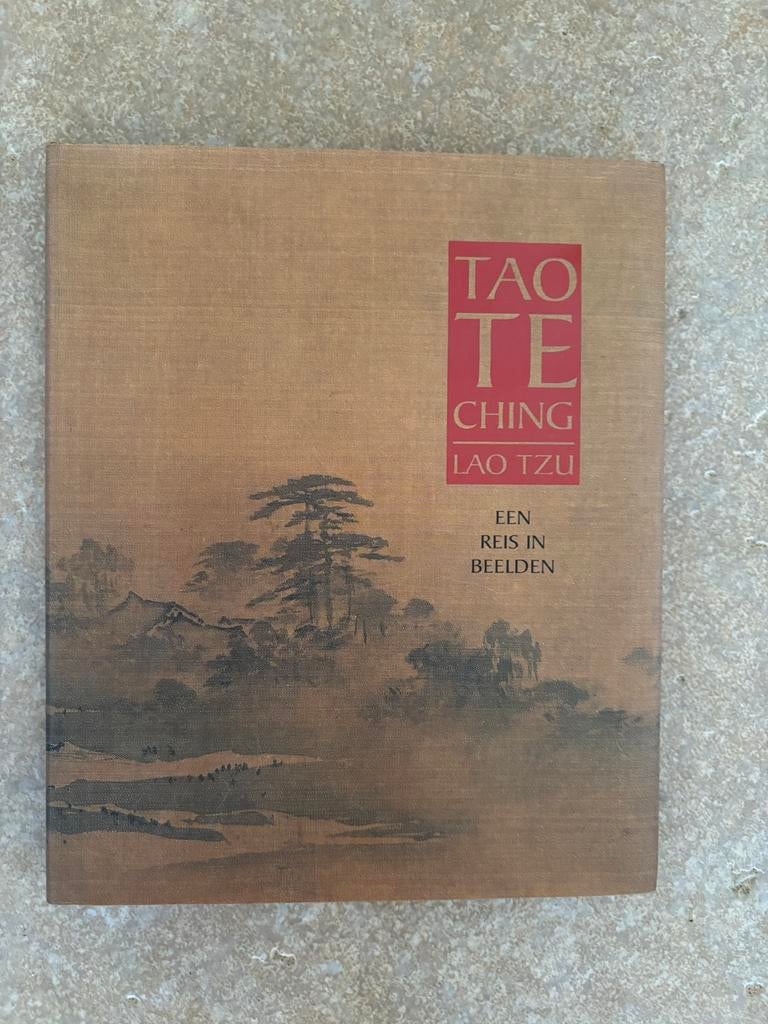 TAO
TE
CHING
LAO TZU
EEN
REIS IN
BEELDEN